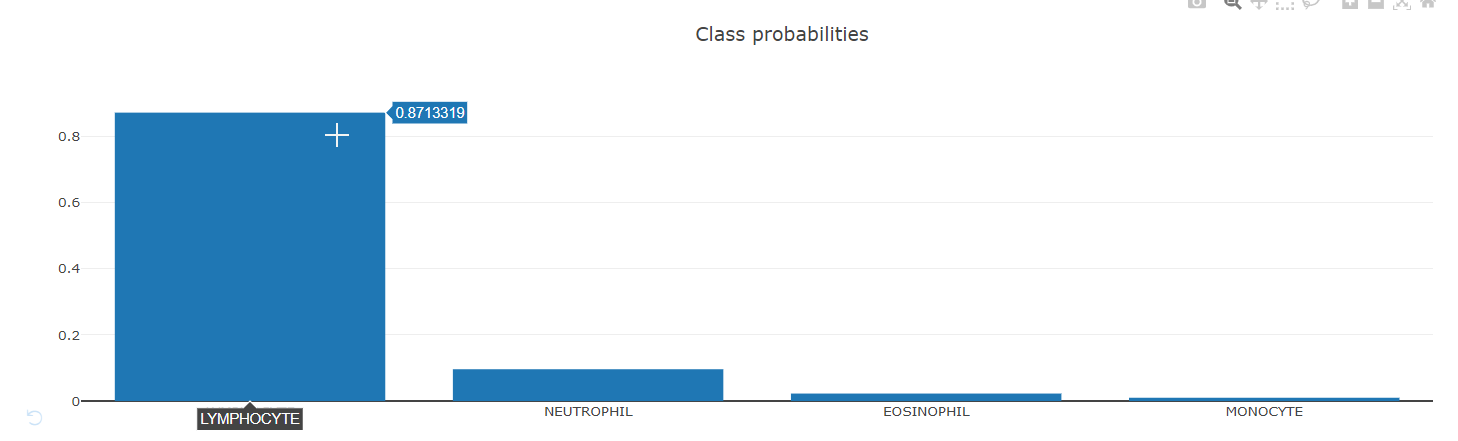 Class probabilities
0.8713319
0.8
0.6
0.4
0.2
0
LYMPHOCYTE
NEUTROPHIL
EOSINOPHIL
MONOCYTE